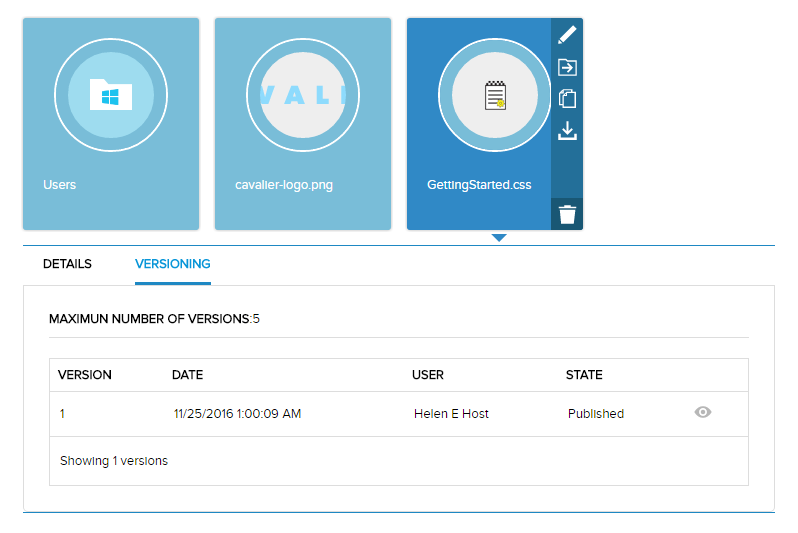 VALI
Users
cavalier-logo.png
GettingStarted.css
DETAILS
VERSIONING
MAXIMUN NUMBER OF VERSIONS:5
VERSION DATE USER STATE
1 11/25/2016 1:00:09 AM Helen E Host Published
Showing 1 versions